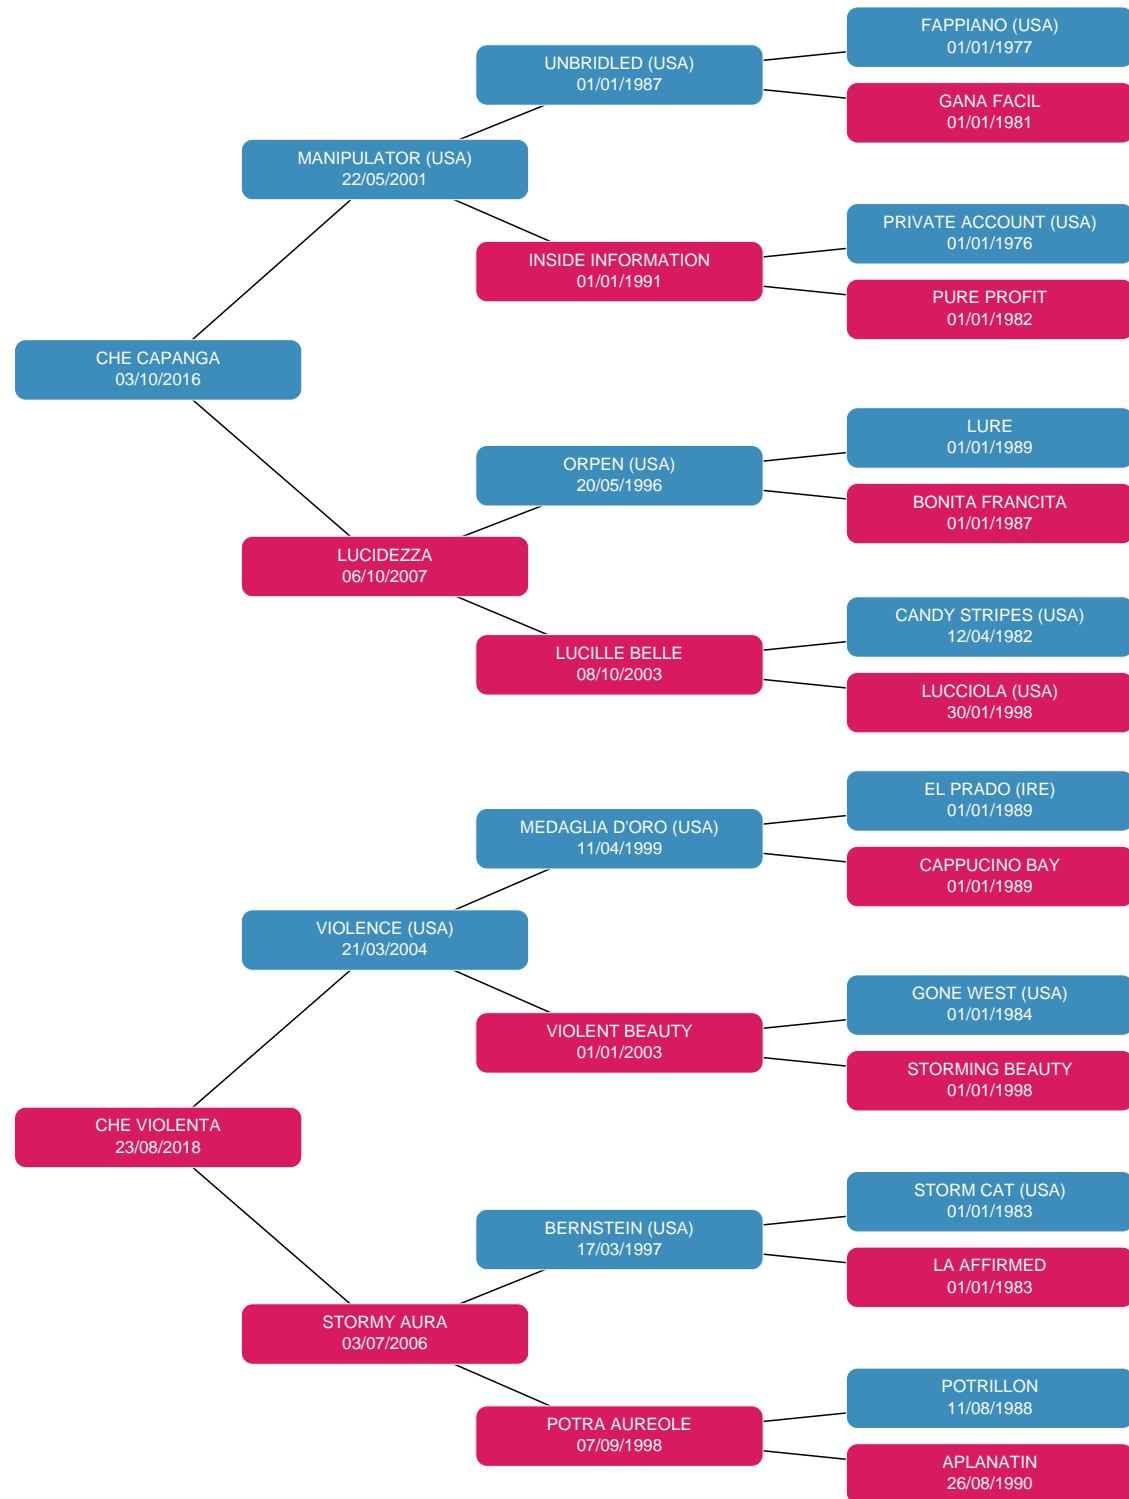 FAPPIANO (USA)
01/01/1977
UNBRIDLED (USA)
01/01/1987
GANA FACIL
01/01/1981
MANIPULATOR (USA)
22/05/2001
PRIVATE ACCOUNT (USA)
01/01/1976
INSIDE INFORMATION
01/01/1991
PURE PROFIT
01/01/1982
CHE CAPANGA
03/10/2016
LURE
01/01/1989
ORPEN (USA)
20/05/1996
BONITA FRANCITA
01/01/1987
LUCIDEZZA
06/10/2007
CANDY STRIPES (USA)
12/04/1982
LUCILLE BELLE
08/10/2003
LUCCIOLA (USA)
30/01/1998
EL PRADO (IRE)
01/01/1989
MEDAGLIA D'ORO (USA)
11/04/1999
CAPPUCINO BAY
01/01/1989
VIOLENCE (USA)
21/03/2004
GONE WEST (USA)
01/01/1984
VIOLENT BEAUTY
01/01/2003
STORMING BEAUTY
01/01/1998
CHE VIOLENTA
23/08/2018
STORM CAT (USA)
01/01/1983
BERNSTEIN (USA)
17/03/1997
LA AFFIRMED
01/01/1983
STORMY AURA
03/07/2006
POTRILLON
11/08/1988
POTRA AUREOLE
07/09/1998
APLANATIN
26/08/1990